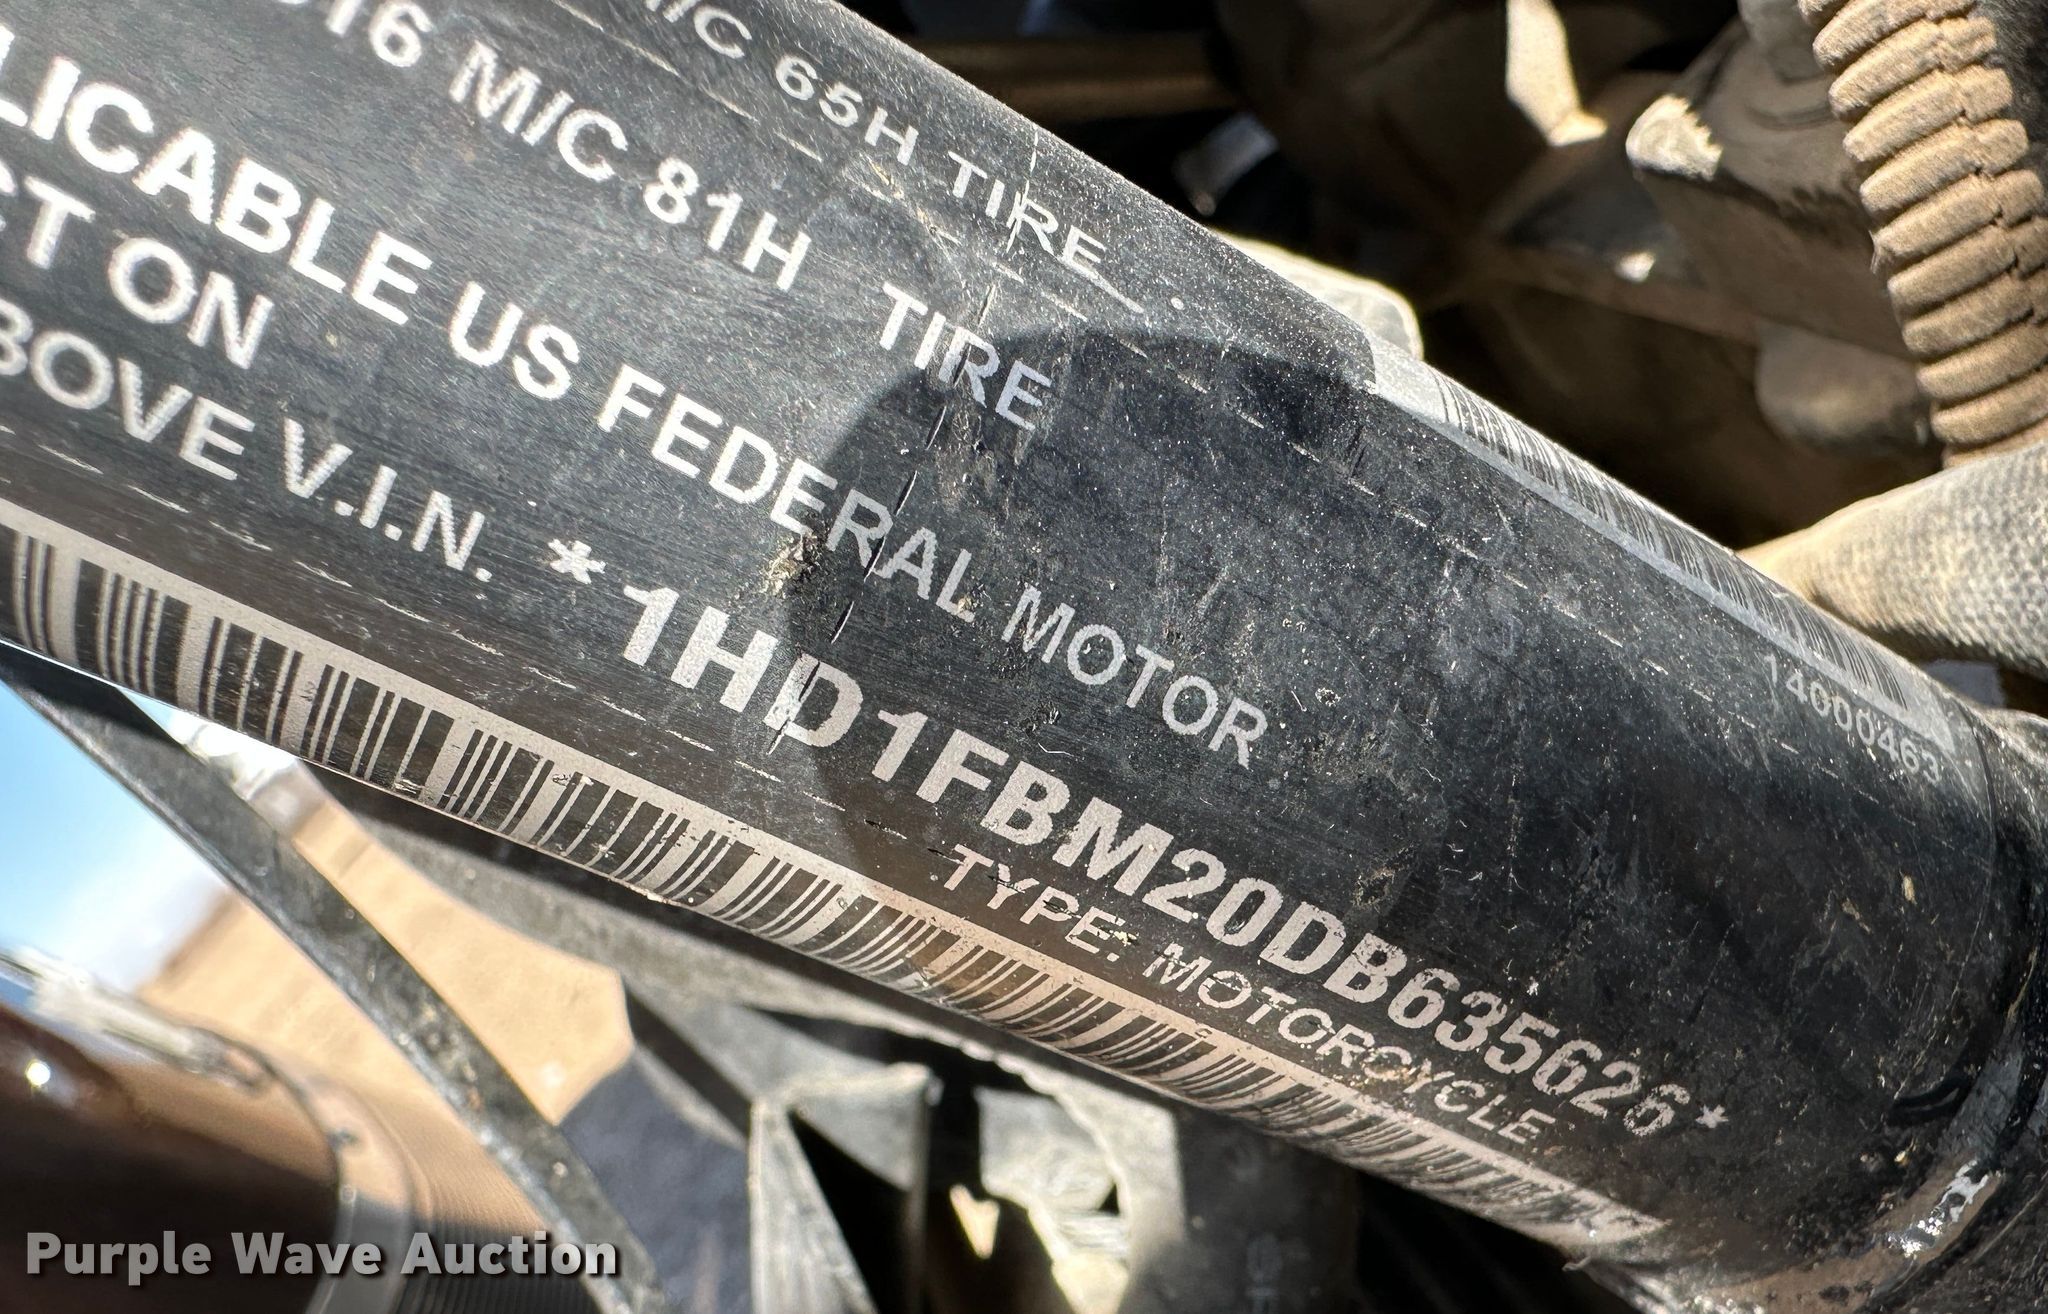 M/C 65H TIRE
16 M/C 81H TIRE
LICABLE US FEDERAL MOTOR
CT ON
BOVE V.I.N.
*1HD1FBM20DB635626*
TYPE: MOTORCYCLE
14000463
Purple Wave Auction